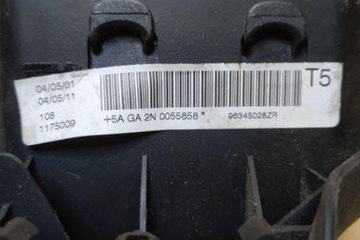 04/05/01
04/05/11
T5
108
1175009
+5A GA 2N 0055858*
96345028ZR